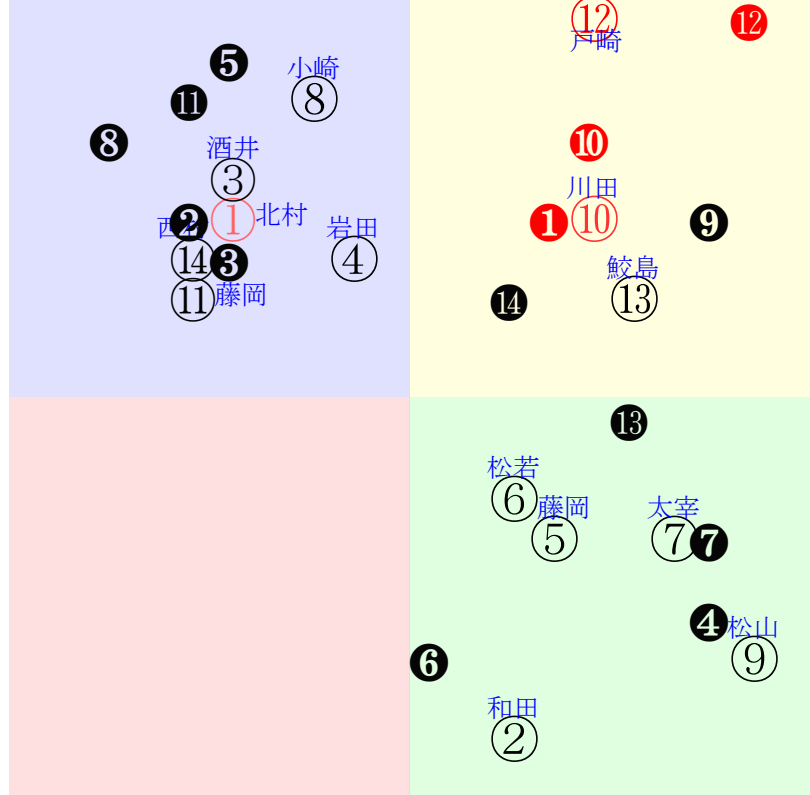 ⑫
⓬
戸崎
❺
小崎
⑧
⓫
❽
❿
酒井
③
川田
❷
①
北村
❶
⑩
❾
岩田
⑭
❸
④
鮫島
⑪
藤岡
⓮
⑬
⓭
松若
⑥
藤岡
太宰
⑤
⑦
❼
❹
松山
❻
⑨
和田
②